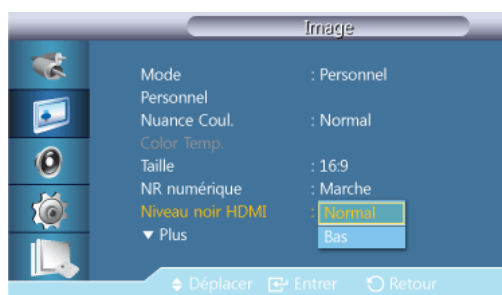 Image
Mode : Personnel
Personnel
Nuance Coul. : Normal
Color Temp.
Taille : 16:9
NR numérique : Marche
Niveau noir HDMI : Normal
▼ Plus Bas
Déplacer Entrer Retour